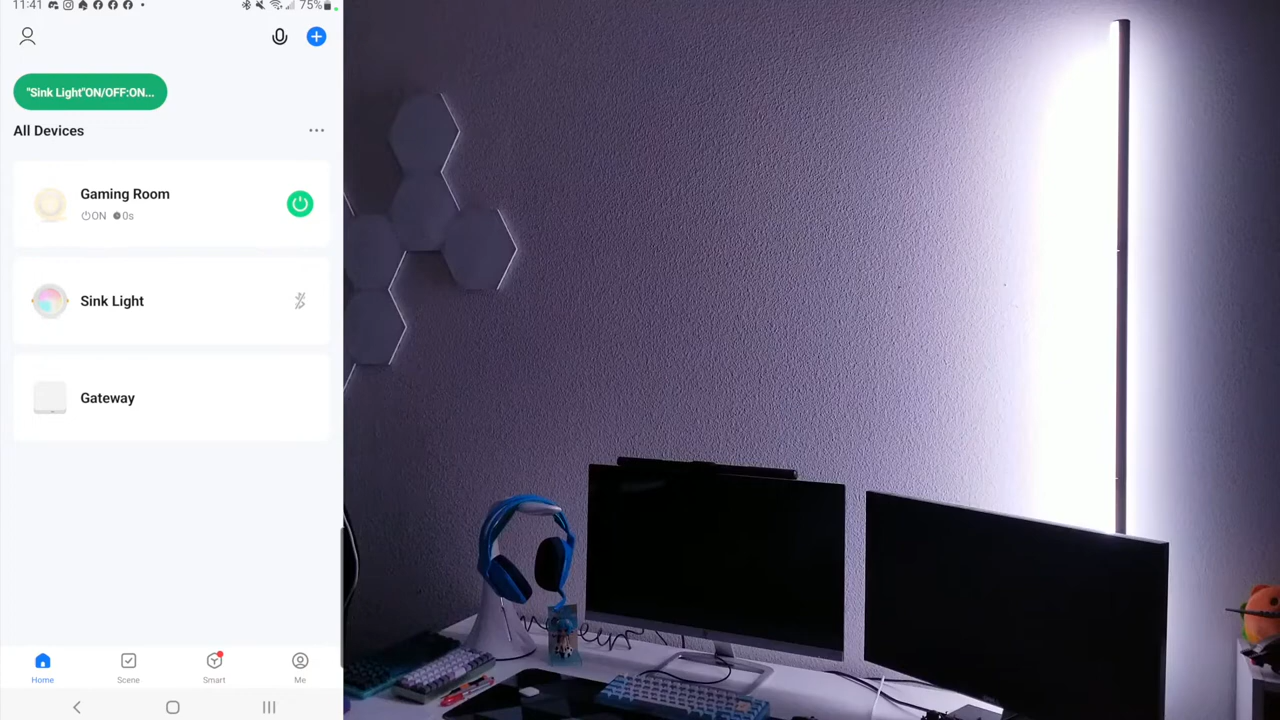 11:41 75%
"Sink Light"ON/OFF:ON...
All Devices
Gaming Room
ON 0s
Sink Light
Gateway
Home Scene Smart Me